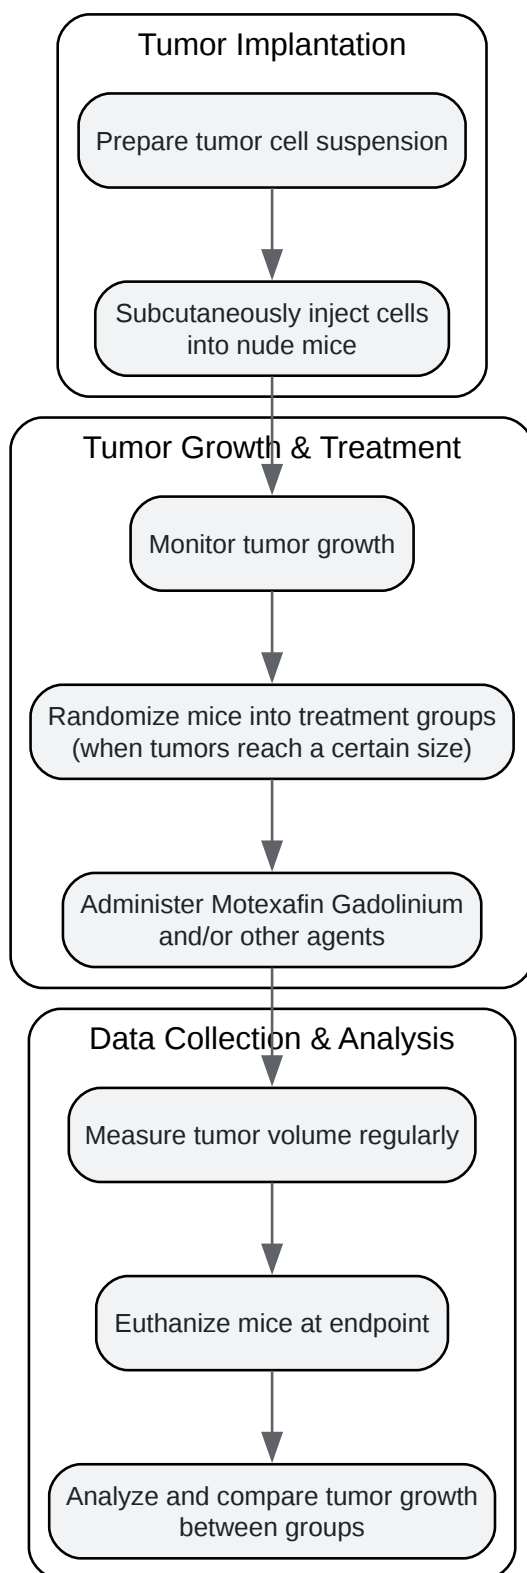 Tumor Implantation
Prepare tumor cell suspension
Subcutaneously inject cells
into nude mice
Tumor Growth & Treatment
Monitor tumor growth
Randomize mice into treatment groups
(when tumors reach a certain size)
Administer Motexafin Gadolinium
and/or other agents
Data Collection & Analysis
Measure tumor volume regularly
Euthanize mice at endpoint
Analyze and compare tumor growth
between groups